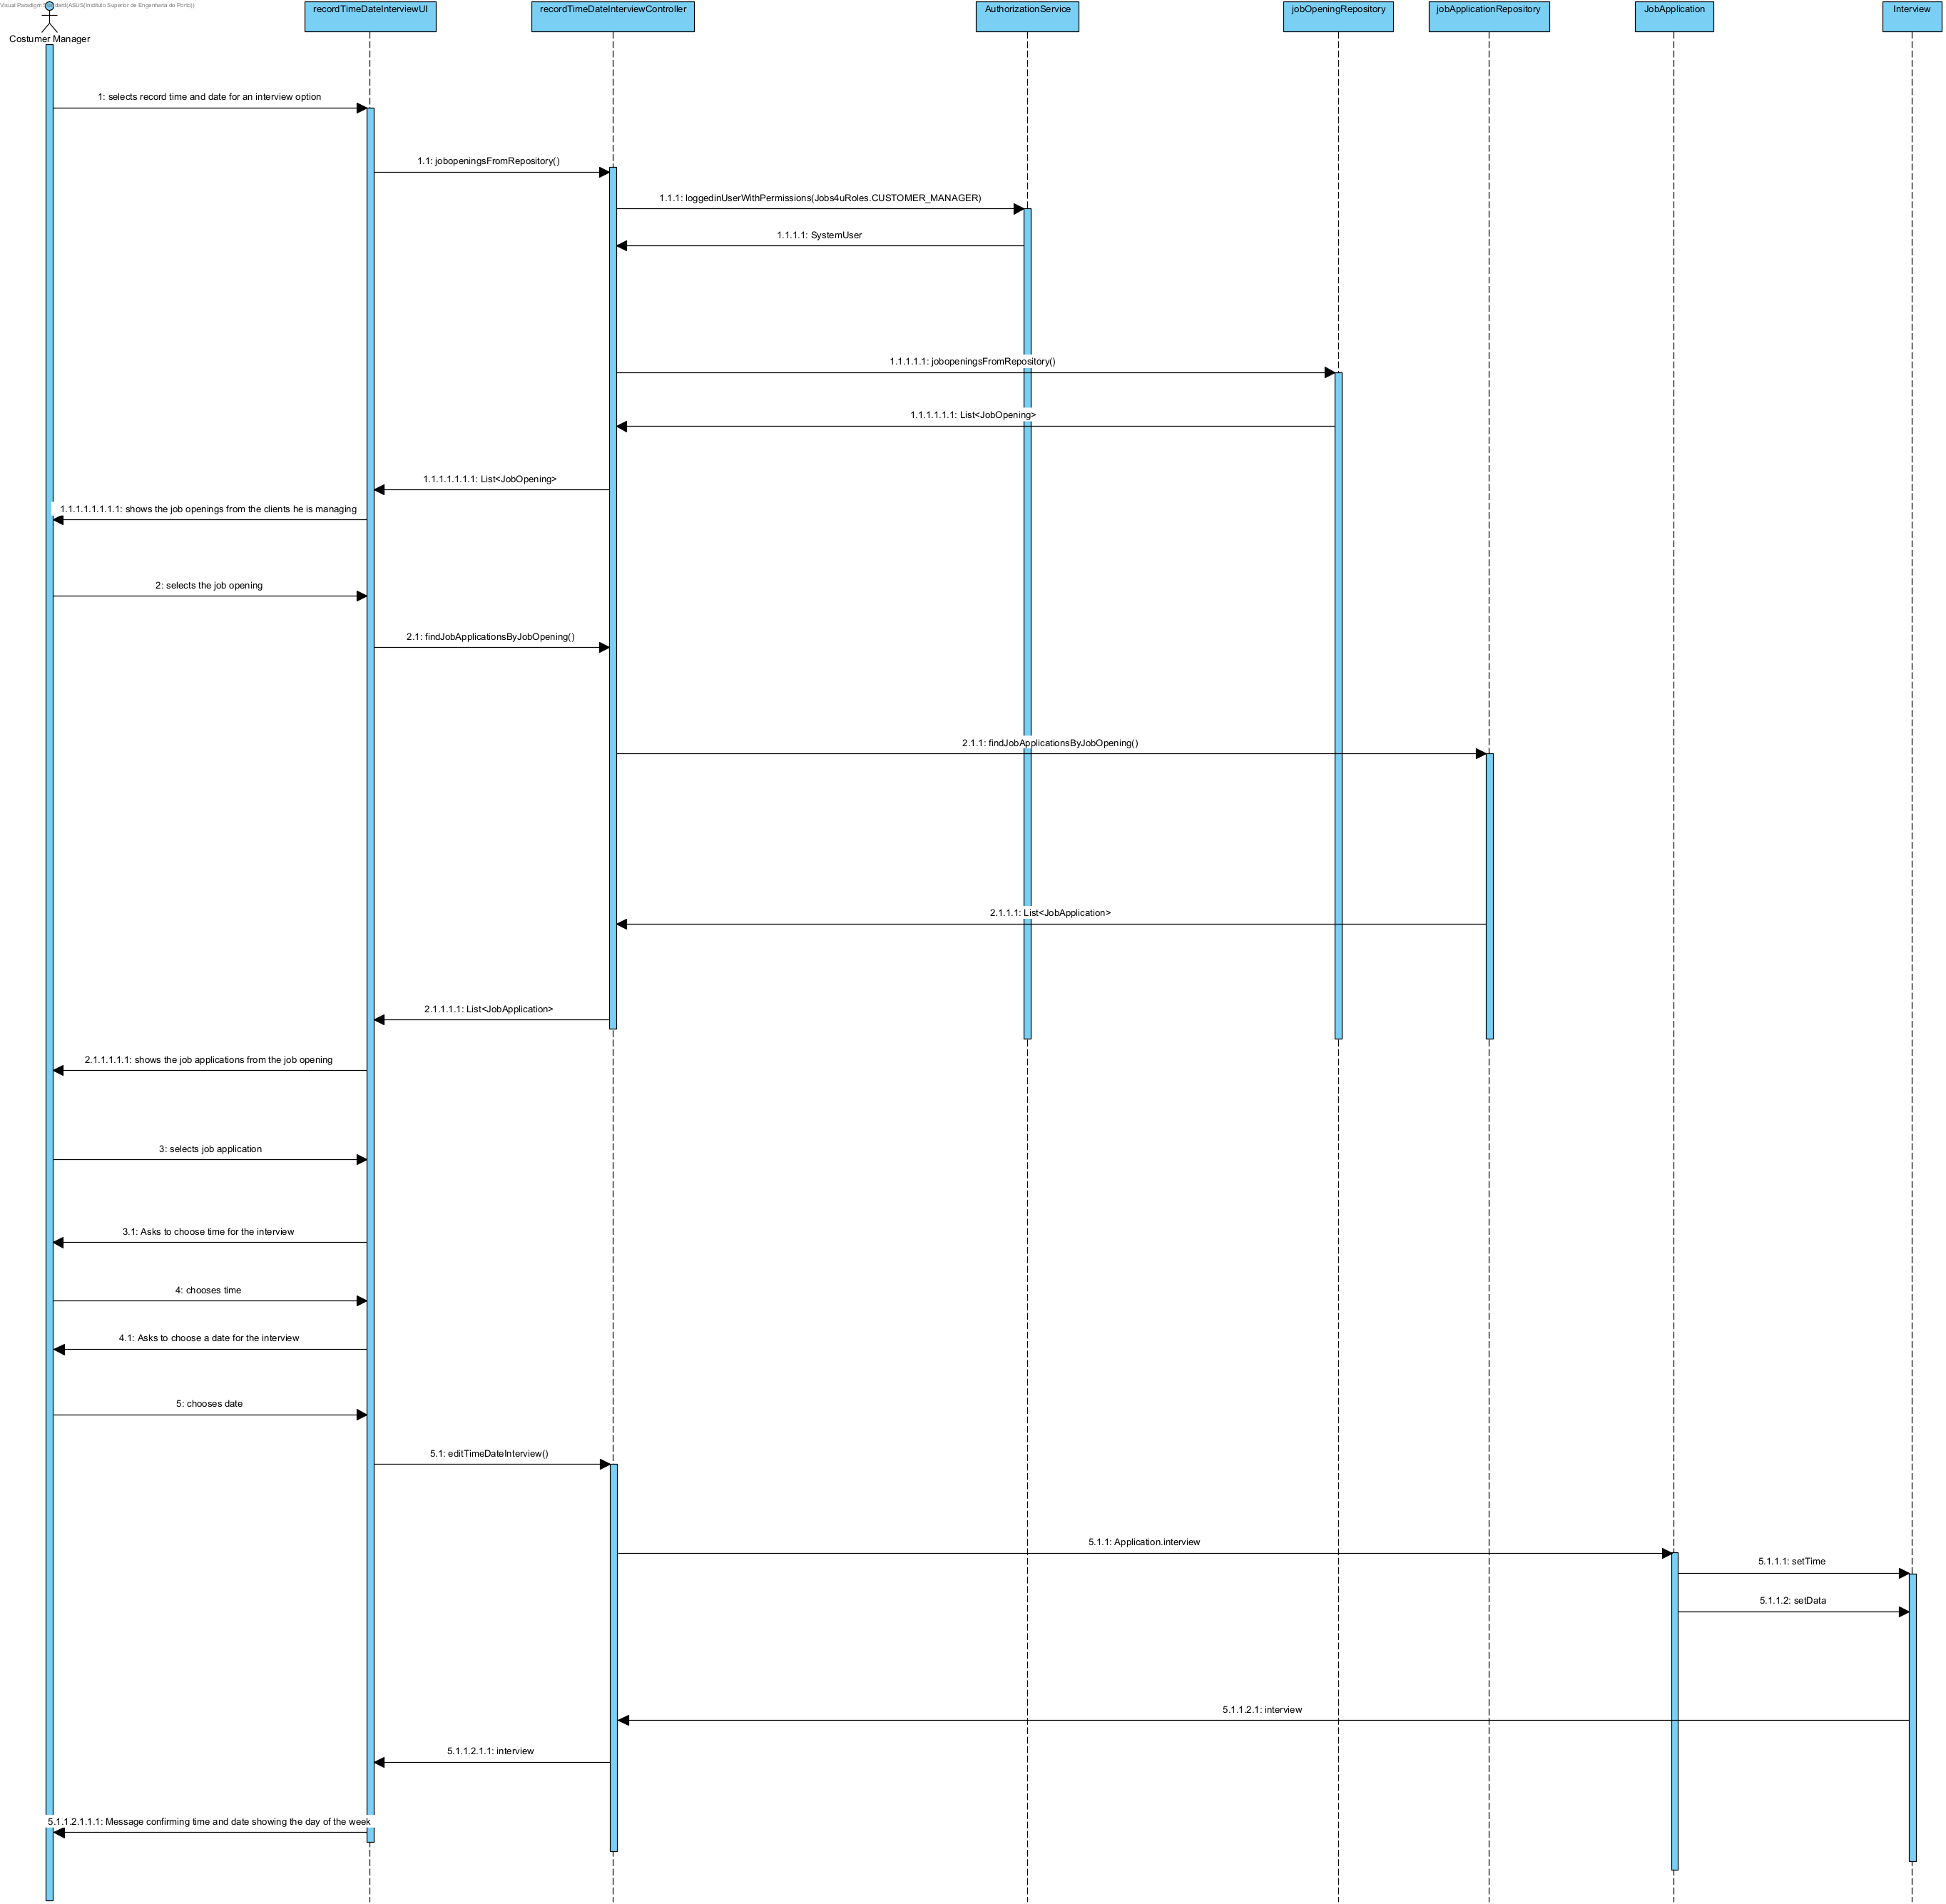 Visual Paradigm Standard(ASUS(Instituto Superior de Engenharia do Porto))
Costumer Manager
recordTimeDateInterviewUI
recordTimeDateInterviewController
AuthorizationService
jobOpeningRepository
jobApplicationRepository
JobApplication
Interview
1: selects record time and date for an interview option
1.1: jobopeningsFromRepository()
1.1.1: loggedinUserWithPermissions(Jobs4uRoles.CUSTOMER_MANAGER)
1.1.1.1: SystemUser
1.1.1.1.1: jobopeningsFromRepository()
1.1.1.1.1.1: List<JobOpening>
1.1.1.1.1.1.1: List<JobOpening>
1.1.1.1.1.1.1.1: shows the job openings from the clients he is managing
2: selects the job opening
2.1: findJobApplicationsByJobOpening()
2.1.1: findJobApplicationsByJobOpening()
2.1.1.1: List<JobApplication>
2.1.1.1.1: List<JobApplication>
2.1.1.1.1.1: shows the job applications from the job opening
3: selects job application
3.1: Asks to choose time for the interview
4: chooses time
4.1: Asks to choose a date for the interview
5: chooses date
5.1: editTimeDateInterview()
5.1.1: Application.interview
5.1.1.1: setTime
5.1.1.2: setData
5.1.1.2.1: interview
5.1.1.2.1.1: interview
5.1.1.2.1.1.1: Message confirming time and date showing the day of the week